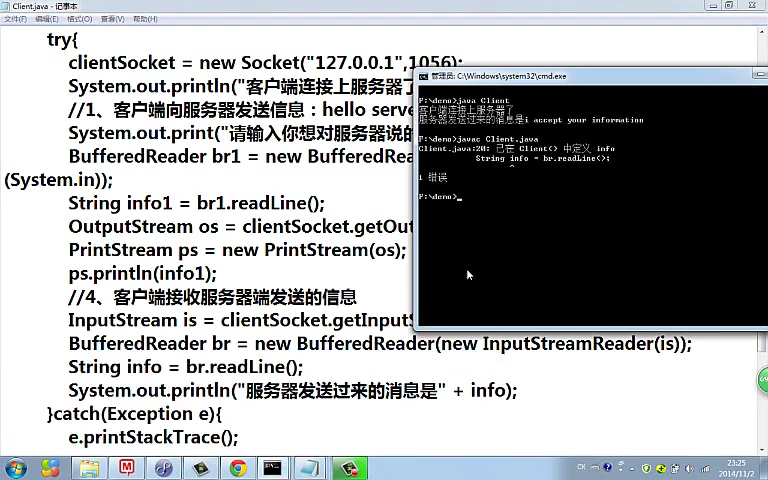 Client.java - 记事本
文件(F) 编辑(E) 格式(O) 查看(V) 帮助(H)
try{
clientSocket = new Socket("127.0.0.1",1056);
System.out.println("客户端连接上服务器了
//1、客户端向服务器发送信息：hello serve
System.out.print("请输入你想对服务器说的
BufferedReader br1 = new BufferedRea
(System.in));
String info1 = br1.readLine();
OutputStream os = clientSocket.getOut
PrintStream ps = new PrintStream(os);
ps.println(info1);
//4、客户端接收服务器端发送的信息
InputStream is = clientSocket.getInputS
BufferedReader br = new BufferedReader(new InputStreamReader(is));
String info = br.readLine();
System.out.println("服务器发送过来的消息是" + info);
}catch(Exception e){
e.printStackTrace();
管理员: C:\Windows\system32\cmd.exe
F:\demo>java Client
客户端连接上服务器了
服务器发送过来的消息是i accept your information
F:\demo>javac Client.java
Client.java:20: 已在 Client() 中定义 info
String info = br.readLine();
^
1 错误
F:\demo>_
CH
23:25
2014/11/2